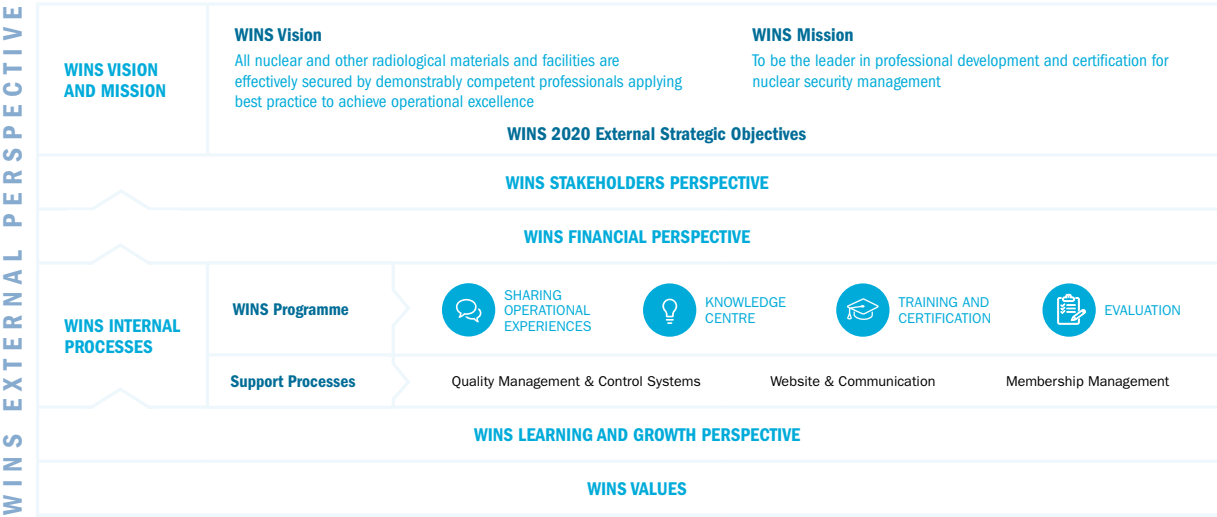 WINS EXTERNAL PERSPECTIVE
WINS VISION
AND MISSION
WINS Vision
All nuclear and other radiological materials and facilities are
effectively secured by demonstrably competent professionals applying
best practice to achieve operational excellence
WINS Mission
To be the leader in professional development and certification for
nuclear security management
WINS 2020 External Strategic Objectives
WINS STAKEHOLDERS PERSPECTIVE
WINS FINANCIAL PERSPECTIVE
WINS INTERNAL
PROCESSES
WINS Programme
SHARING
OPERATIONAL
EXPERIENCES
KNOWLEDGE
CENTRE
TRAINING AND
CERTIFICATION
EVALUATION
Support Processes
Quality Management & Control Systems
Website & Communication
Membership Management
WINS LEARNING AND GROWTH PERSPECTIVE
WINS VALUES